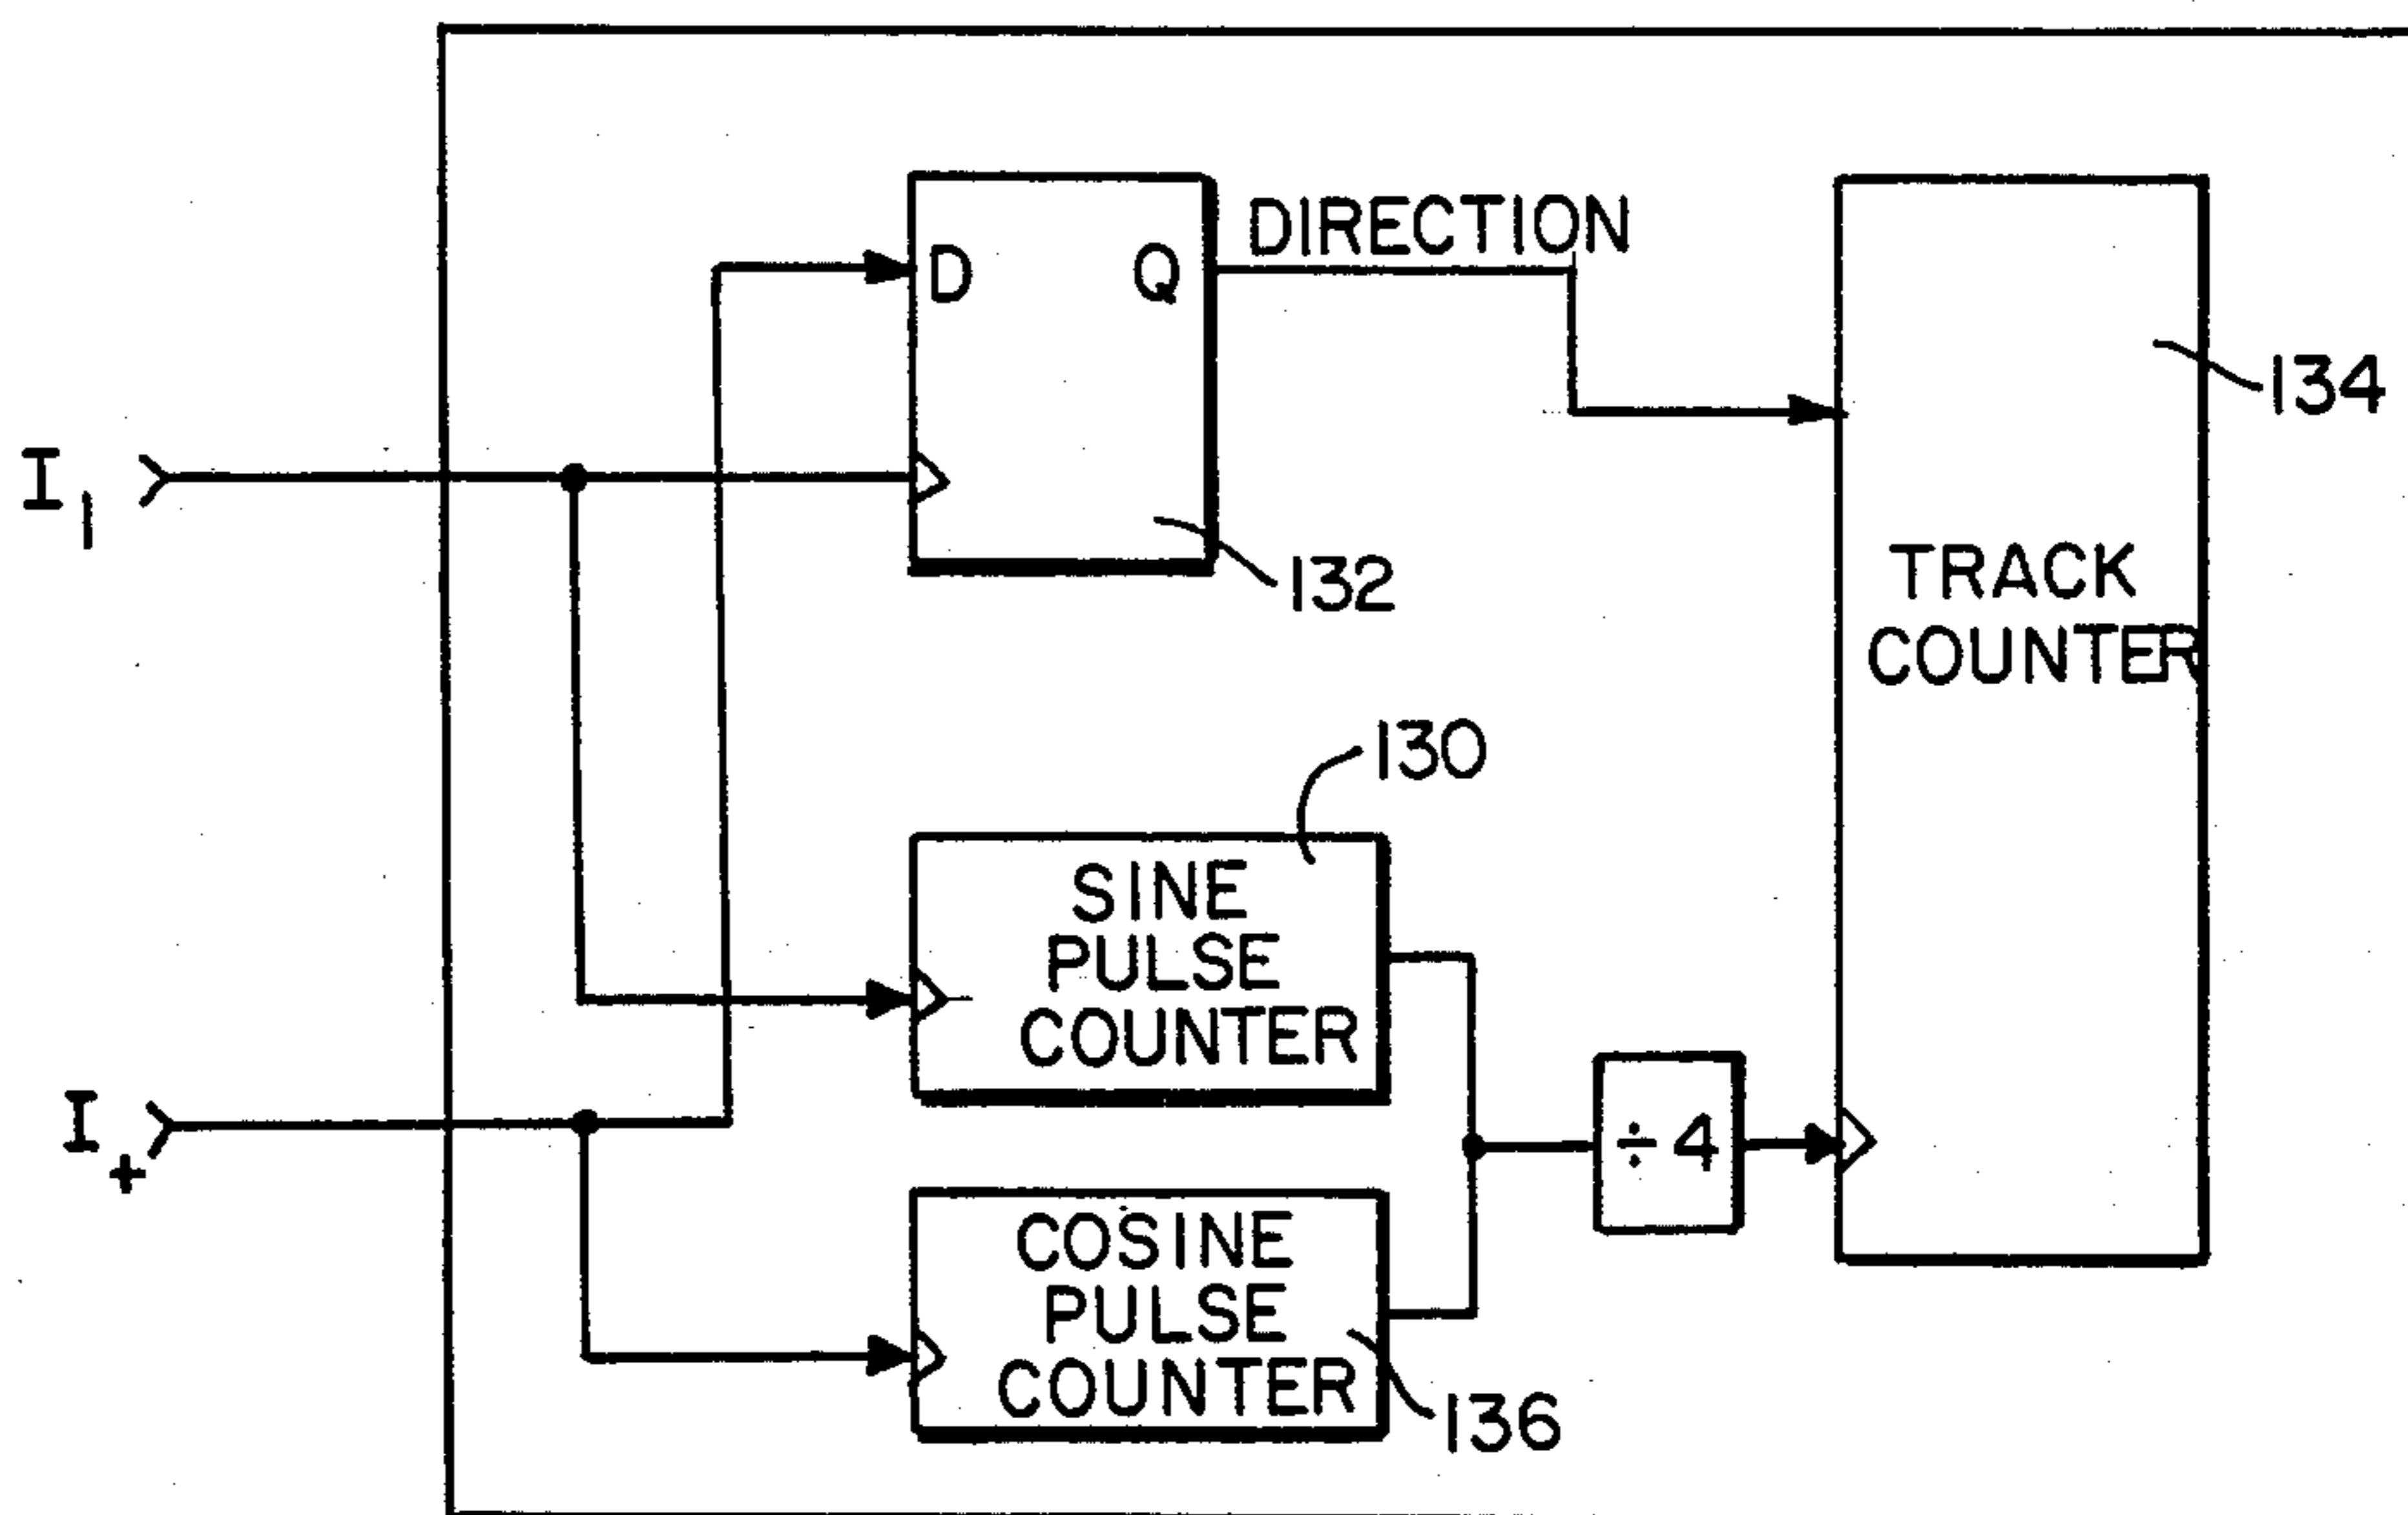 DIRECTION
D Q
I1
134
132
TRACK
COUNTER
130
SINE
PULSE
COUNTER
I+
÷4
COSINE
PULSE
COUNTER
136